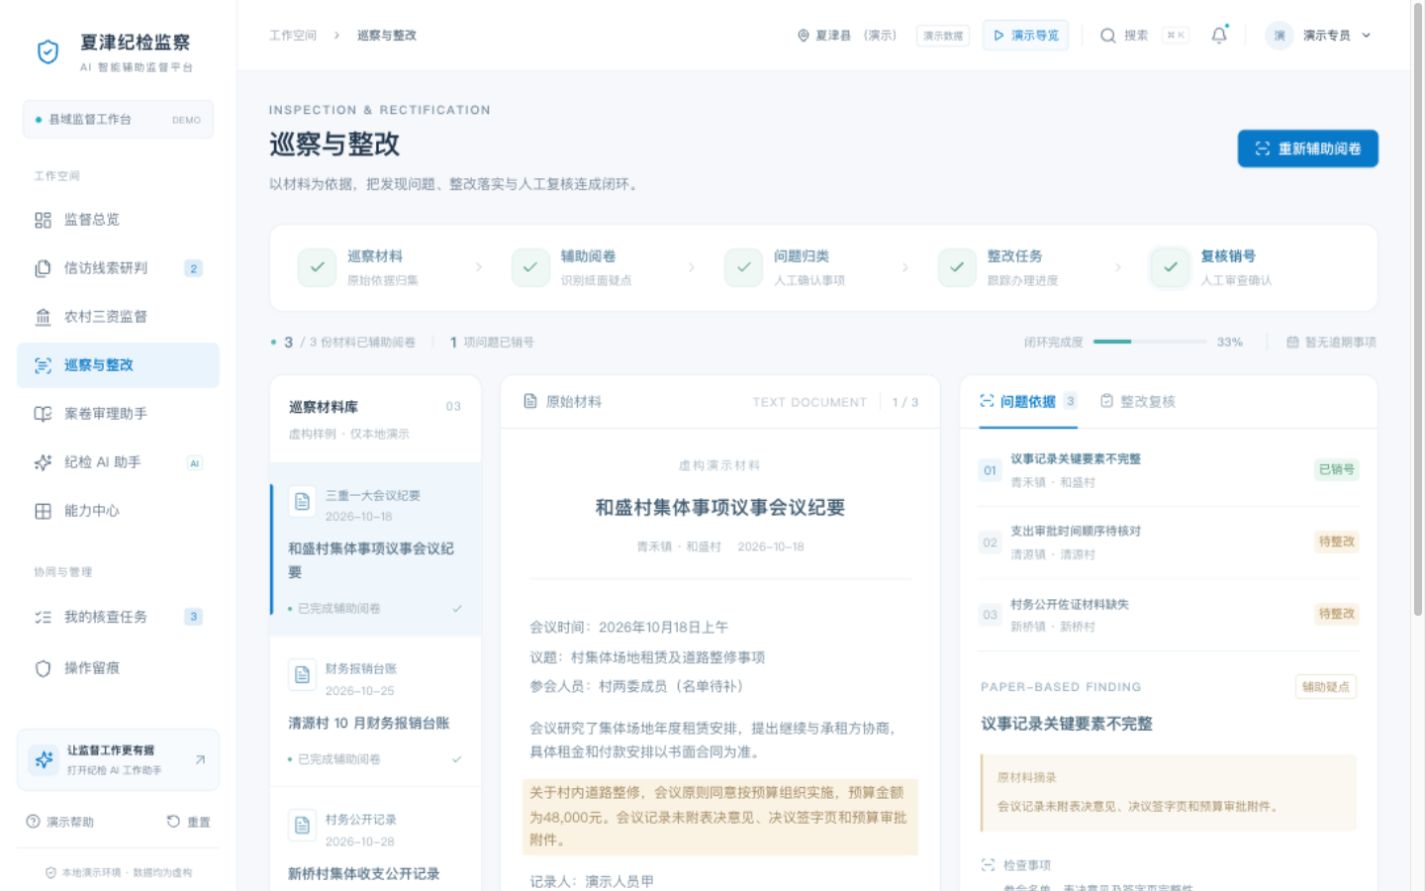 夏津纪检监察
AI 智能辅助监督平台
县域监督工作台 DEMO
工作空间
监督总览
信访线索研判 2
农村三资监督
巡察与整改
案卷审理助手
纪检 AI 助手 AI
能力中心
协同与管理
我的核查任务 3
操作留痕
让监督工作更有据
打开纪检 AI 工作助手
演示帮助 重置
本地演示环境 · 数据均为虚构
工作空间 > 巡察与整改
夏津县 (演示) 演示数据 演示导览 搜索 ⌘ K 演 演示专员
INSPECTION & RECTIFICATION
巡察与整改
以材料为依据，把发现问题、整改落实与人工复核连成闭环。
重新辅助阅卷
巡察材料
原始依据归集
辅助阅卷
识别纸面疑点
问题归类
人工确认事项
整改任务
跟踪办理进度
复核销号
人工审查确认
3 / 3 份材料已辅助阅卷 1 项问题已销号
闭环完成度 33% 暂无逾期事项
巡察材料库 03
虚构样例 · 仅本地演示
三重一大会议纪要
2026-10-18
和盛村集体事项议事会议纪
要
已完成辅助阅卷
财务报销台账
2026-10-25
清源村 10 月财务报销台账
已完成辅助阅卷
村务公开记录
2026-10-28
新桥村集体收支公开记录
原始材料 TEXT DOCUMENT 1 / 3
虚构演示材料
和盛村集体事项议事会议纪要
青禾镇 · 和盛村 2026-10-18
会议时间：2026年10月18日上午
议题：村集体场地租赁及道路整修事项
参会人员：村两委成员（名单待补）
会议研究了集体场地年度租赁安排，提出继续与承租方协商，
具体租金和付款安排以书面合同为准。
关于村内道路整修，会议原则同意按预算组织实施，预算金额
为48,000元。会议记录未附表决意见、决议签字页和预算审批
附件。
记录人：演示人员甲
问题依据 3 整改复核
01 议事记录关键要素不完整 已销号
青禾镇 · 和盛村
02 支出审批时间顺序待核对 待整改
清源镇 · 清源村
03 村务公开佐证材料缺失 待整改
新桥镇 · 新桥村
PAPER-BASED FINDING 辅助疑点
议事记录关键要素不完整
原材料摘录
会议记录未附表决意见、决议签字页和预算审批附件。
检查事项
参会名单、表决意见及签字页完整性